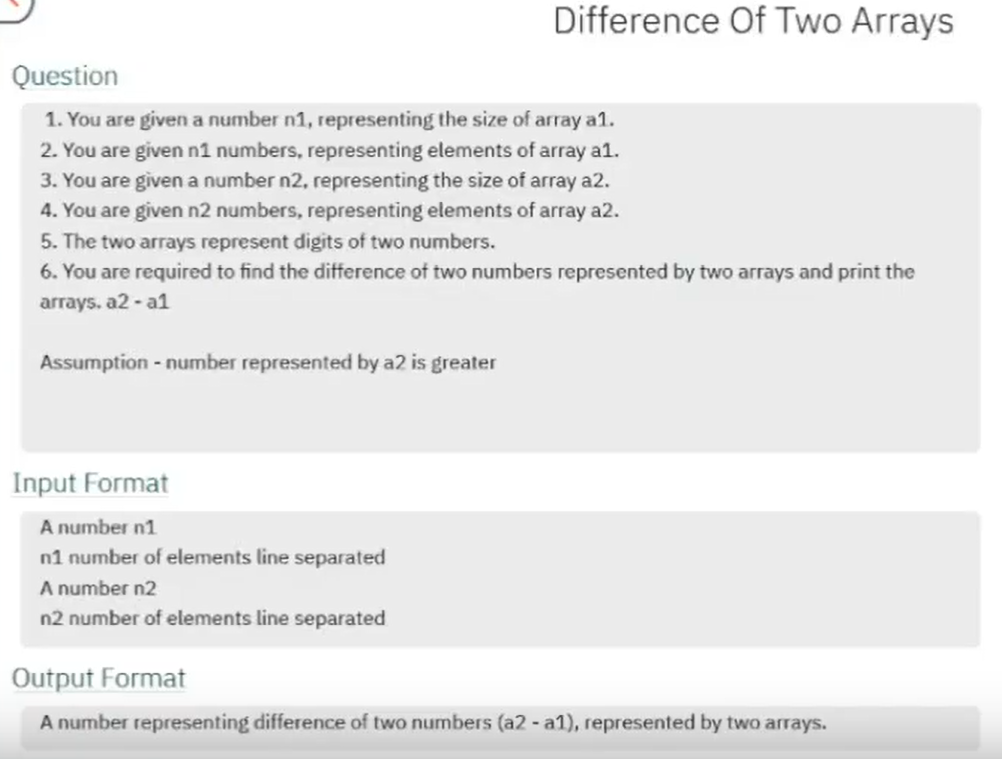 Difference Of Two Arrays
Question
1. You are given a number n1, representing the size of array a1.
2. You are given n1 numbers, representing elements of array a1.
3. You are given a number n2, representing the size of array a2.
4. You are given n2 numbers, representing elements of array a2.
5. The two arrays represent digits of two numbers.
6. You are required to find the difference of two numbers represented by two arrays and print the
arrays. a2 - a1
Assumption - number represented by a2 is greater
Input Format
A number n1
n1 number of elements line separated
A number n2
n2 number of elements line separated
Output Format
A number representing difference of two numbers (a2 - a1), represented by two arrays.